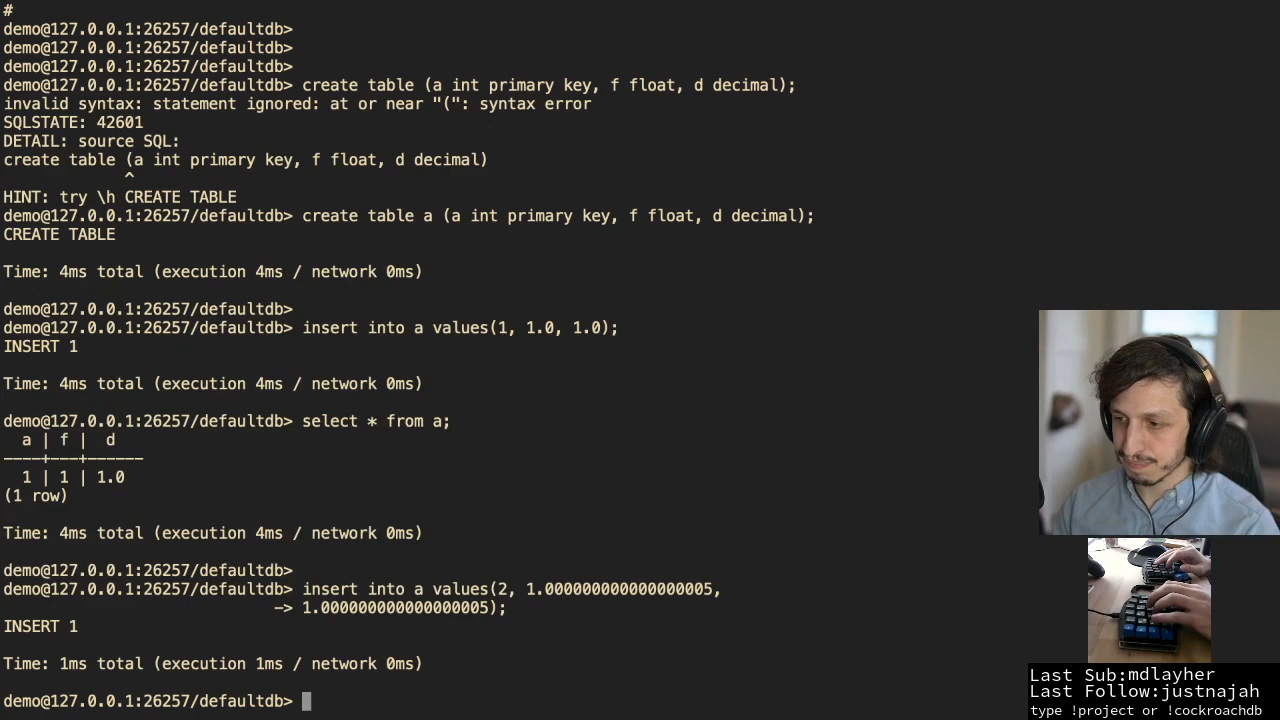 #
demo@127.0.0.1:26257/defaultdb>
demo@127.0.0.1:26257/defaultdb>
demo@127.0.0.1:26257/defaultdb>
demo@127.0.0.1:26257/defaultdb> create table (a int primary key, f float, d decimal);
invalid syntax: statement ignored: at or near "(": syntax error
SQLSTATE: 42601
DETAIL: source SQL:
create table (a int primary key, f float, d decimal)
^
HINT: try \h CREATE TABLE
demo@127.0.0.1:26257/defaultdb> create table a (a int primary key, f float, d decimal);
CREATE TABLE
Time: 4ms total (execution 4ms / network 0ms)
demo@127.0.0.1:26257/defaultdb>
demo@127.0.0.1:26257/defaultdb> insert into a values(1, 1.0, 1.0);
INSERT 1
Time: 4ms total (execution 4ms / network 0ms)
demo@127.0.0.1:26257/defaultdb> select * from a;
a | f | d
----+---+------
1 | 1 | 1.0
(1 row)
Time: 4ms total (execution 4ms / network 0ms)
demo@127.0.0.1:26257/defaultdb>
demo@127.0.0.1:26257/defaultdb> insert into a values(2, 1.000000000000000005,
-> 1.000000000000000005);
INSERT 1
Time: 1ms total (execution 1ms / network 0ms)
demo@127.0.0.1:26257/defaultdb>
Last Sub:mdlayher
Last Follow:justnajah
type !project or !cockroachdb